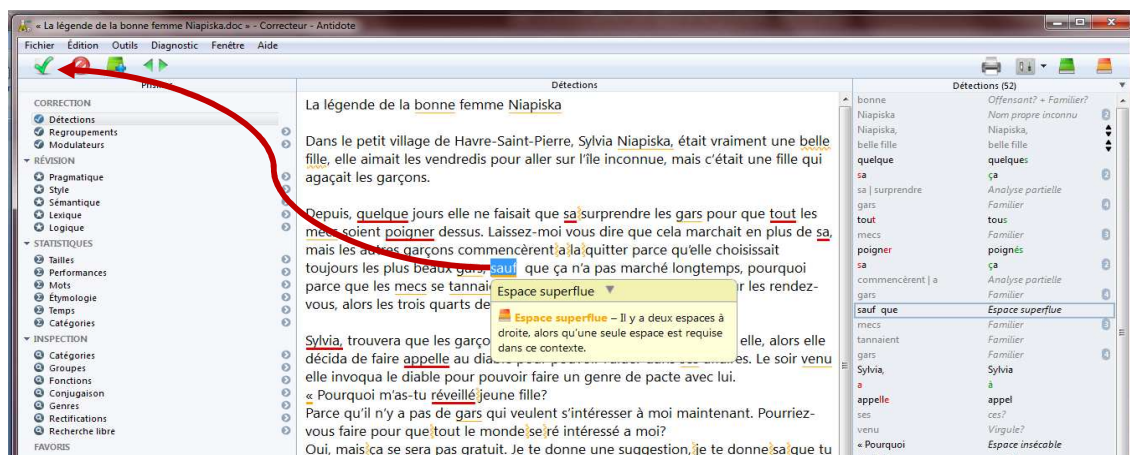 « La légende de la bonne femme Niapiska.doc » - Correcteur - Antidote
Fichier Édition Outils Diagnostic Fenêtre Aide
Détections
Détections (52)
CORRECTION
Détections
Regroupements
Modulateurs
RÉVISION
Pragmatique
Style
Sémantique
Lexique
Logique
STATISTIQUES
Tailles
Performances
Mots
Étymologie
Temps
Catégories
INSPECTION
Catégories
Groupes
Fonctions
Conjugaison
Genres
Rectifications
Recherche libre
FAVORIS
La légende de la bonne femme Niapiska
Dans le petit village de Havre-Saint-Pierre, Sylvia Niapiska, était vraiment une belle
fille, elle aimait les vendredis pour aller sur l'île inconnue, mais c'était une fille qui
agaçait les garçons.
Depuis, quelque jours elle ne faisait que sa surprendre les gars pour que tout les
mecs soient poigner dessus. Laissez-moi vous dire que cela marchait en plus de sa,
mais les autres garçons commencèrent a la quitter parce qu'elle choisissait
toujours les plus beaux gars, sauf que ça n'a pas marché longtemps, pourquoi
parce que les mecs se tannaient r les rendez-
vous, alors les trois quarts de
Espace superflue
Espace superflue – Il y a deux espaces à
droite, alors qu'une seule espace est requise
dans ce contexte.
Sylvia, trouvera que les garço elle, alors elle
décida de faire appelle au diable pour pouvoir l'aider dans ses affaires. Le soir venu
elle invoqua le diable pour pouvoir faire un genre de pacte avec lui.
« Pourquoi m'as-tu réveillé jeune fille?
Parce qu'il n'y a pas de gars qui veulent s'intéresser à moi maintenant. Pourriez-
vous faire pour que tout le monde se ré intéressé a moi?
Oui, mais ça se sera pas gratuit. Je te donne une suggestion, je te donne sa que tu
bonne Offensant? + Familier?
Niapiska Nom propre inconnu 2
Niapiska, Niapiska,
belle fille belle fille
quelque quelques
sa ça 2
sa | surprendre Analyse partielle
gars Familier
tout tous
mecs Familier
poigner poignés
sa ça 2
commencèrent | a Analyse partielle
gars Familier
sauf que Espace superflue
mecs Familier
tannaient Familier
gars Familier
Sylvia, Sylvia
a à
appelle appel
ses ces?
venu Virgule?
« Pourquoi Espace insécable